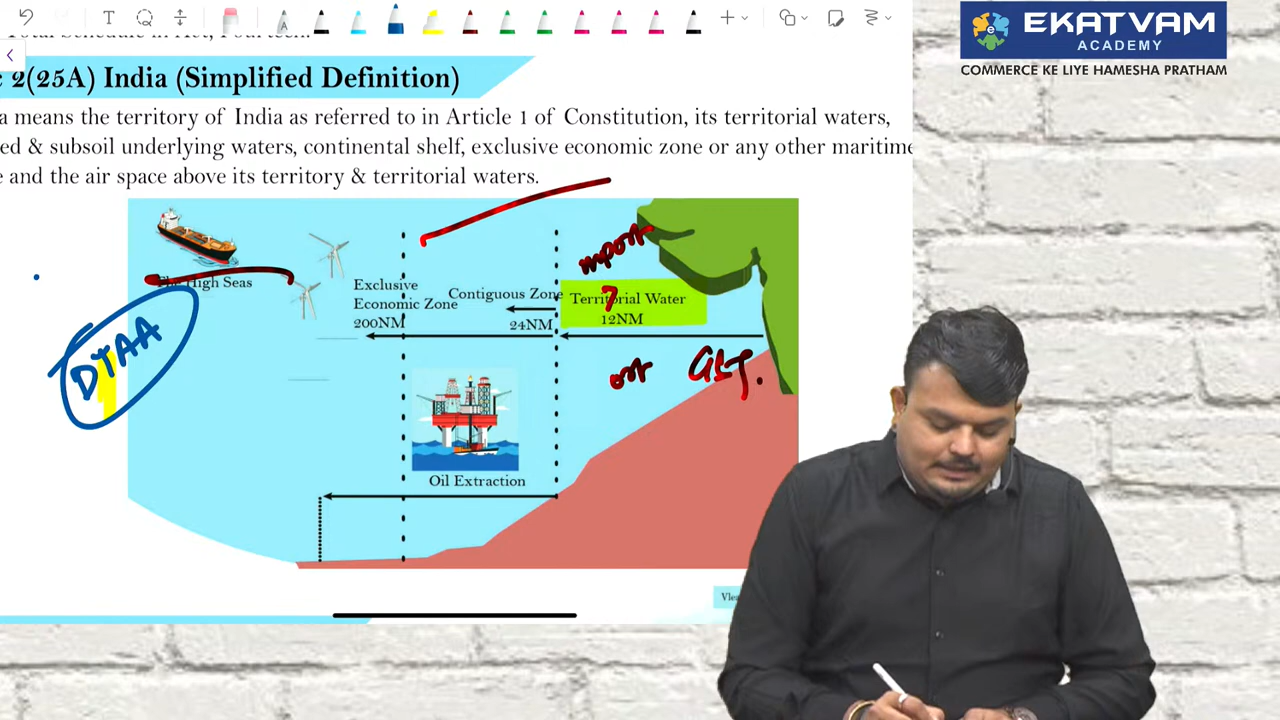 EKATVAM
ACADEMY
COMMERCE KE LIYE HAMESHA PRATHAM
2(25A) India (Simplified Definition)
a means the territory of India as referred to in Article 1 of Constitution, its territorial waters,
ed & subsoil underlying waters, continental shelf, exclusive economic zone or any other maritime
e and the air space above its territory & territorial waters.
The High Seas
Exclusive
Economic Zone
200NM
Contiguous Zone
24NM
Territorial Water
12NM
DTAA
Oil Extraction